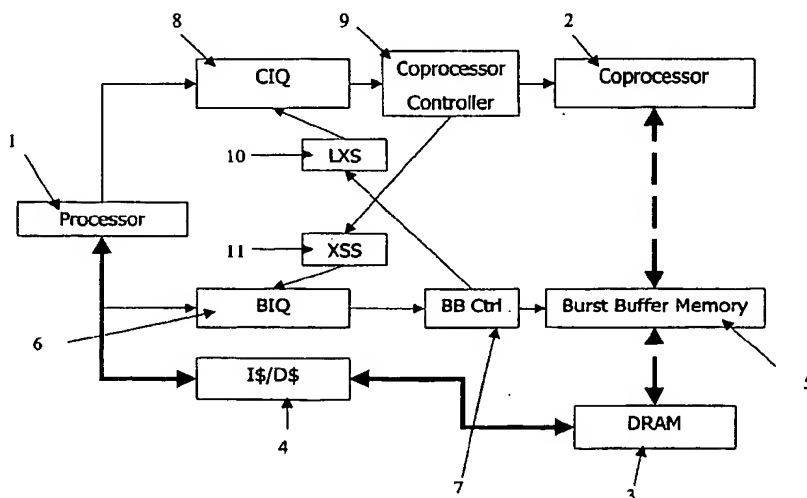 8
9
2
CIQ
Coprocessor
Controller
Coprocessor
1
10
LXS
Processor
11
XSS
BIQ
BB Ctrl
Burst Buffer Memory
6
5
I$/D$
4
7
DRAM
3